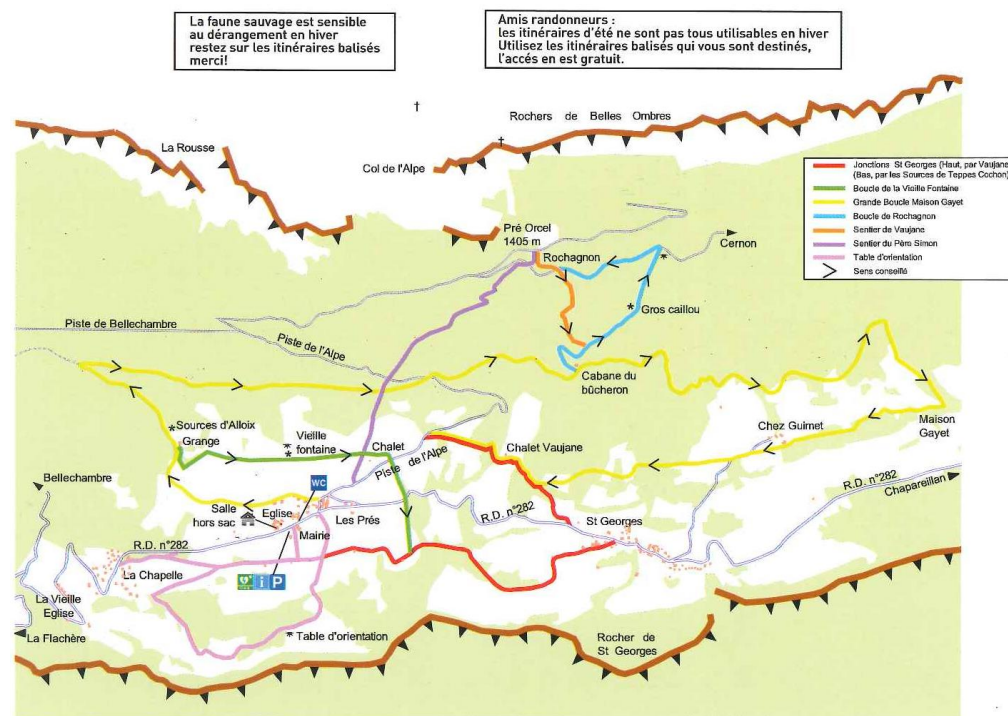 La faune sauvage est sensible
au dérangement en hiver
restez sur les itinéraires balisés
merci!
Amis randonneurs :
les itinéraires d'été ne sont pas tous utilisables en hiver
Utilisez les itinéraires balisés qui vous sont destinés,
l'accés en est gratuit.
Rochers de Belles Ombres
La Rousse
Col de l'Alpe
Jonctions St Georges (Haut, par Vaujane
(Bas, par les Sources de Teppes Cochon)
Boucle de la Vieille Fontaine
Grande Boucle Maison Gayet
Boucle de Rochagnon
Sentier de Vaujane
Sentier du Père Simon
Table d'orientation
Sens conseillé
Pré Orcel
1405 m
Rochagnon
Cernon
Gros caillou
Piste de Bellechambre
Piste de l'Alpe
Cabane du
bûcheron
Sources d'Alloix
Grange
Vieille
fontaine
Chalet
Piste de l'Alpe
Chalet Vaujane
Chez Guimet
Maison
Gayet
Bellechambre
WC
Salle
hors sac
Eglise
Les Prés
R.D. n°282
R.D. n°282
Chapareillan
R.D. n°282
Mairie
St Georges
La Chapelle
i P
La Vieille
Eglise
La Flachère
Table d'orientation
Rocher de
St Georges